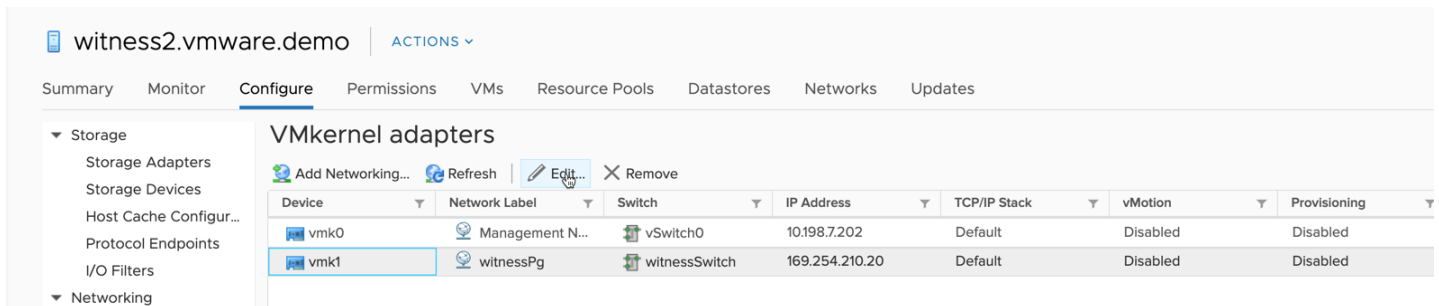 witness2.vmware.demo ACTIONS
Summary Monitor Configure Permissions VMs Resource Pools Datastores Networks Updates
Storage
Storage Adapters
Storage Devices
Host Cache Configur...
Protocol Endpoints
I/O Filters
Networking
VMkernel adapters
Add Networking... Refresh Edit... Remove
Device Network Label Switch IP Address TCP/IP Stack vMotion Provisioning
vmk0 Management N... vSwitch0 10.198.7.202 Default Disabled Disabled
vmk1 witnessPg witnessSwitch 169.254.210.20 Default Disabled Disabled